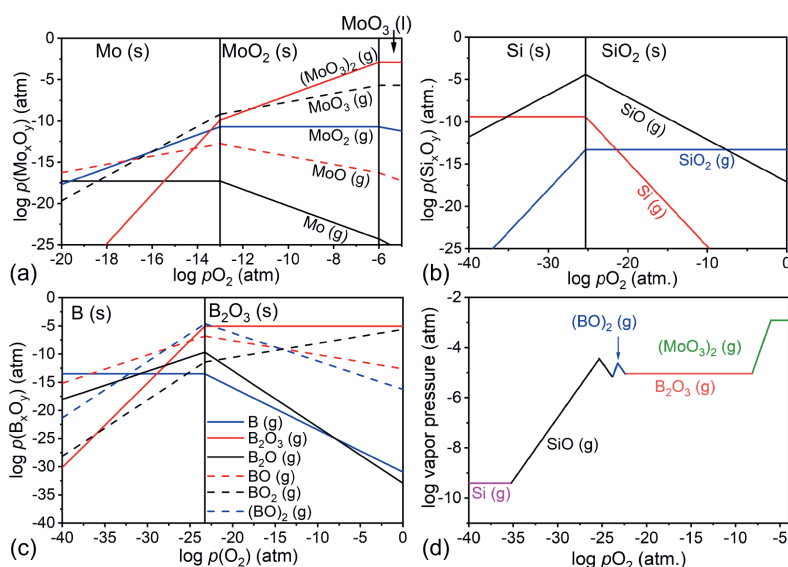 MoO₃ (l)
Mo (s)
MoO₂ (s)
(MoO₃)₂ (g)
MoO₃ (g)
MoO₂ (g)
MoO (g)
Mo (g)
log p(MoₓOᵧ) (atm)
0
-5
-10
-15
-20
-25
-20 -18 -16 -14 -12 -10 -8 -6
log pO₂ (atm)
(a)
Si (s)
SiO₂ (s)
SiO (g)
SiO₂ (g)
Si (g)
log p(SiₓOᵧ) (atm.)
0
-5
-10
-15
-20
-25
-40 -30 -20 -10 0
log pO₂ (atm.)
(b)
B (s)
B₂O₃ (s)
B (g)
B₂O₃ (g)
B₂O (g)
BO (g)
BO₂ (g)
(BO)₂ (g)
log p(BₓOᵧ) (atm)
0
-5
-10
-15
-20
-25
-30
-35
-40
-40 -35 -30 -25 -20 -15 -10 -5 0
log p(O₂) (atm)
(c)
(BO)₂ (g)
(MoO₃)₂ (g)
B₂O₃ (g)
SiO (g)
Si (g)
log vapor pressure (atm)
-2
-4
-6
-8
-10
-40 -35 -30 -25 -20 -15 -10 -5
log pO₂ (atm.)
(d)